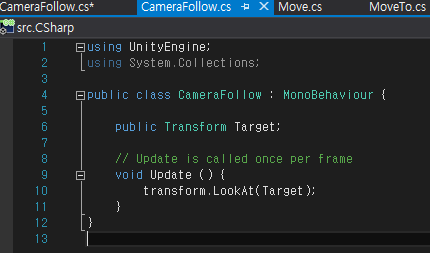 CameraFollow.cs*
CameraFollow.cs
Move.cs
MoveTo.cs
src.CSharp
1 using UnityEngine;
2 using System.Collections;
3
4 public class CameraFollow : MonoBehaviour {
5
6 public Transform Target;
7
8 // Update is called once per frame
9 void Update () {
10 transform.LookAt(Target);
11 }
12 }
13